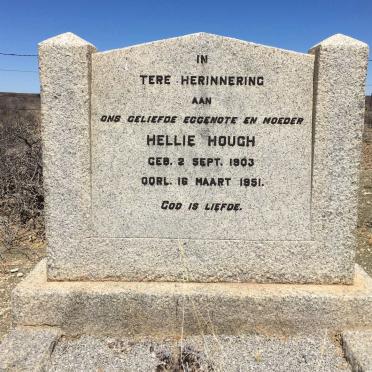 IN
TERE HERINNERING
AAN
ONS GELIEFDE EGGENOTE EN MOEDER
HELLIE HOUGH
GEB. 2 SEPT. 1903
OORL. 16 MAART 1951.
GOD IS LIEFDE.